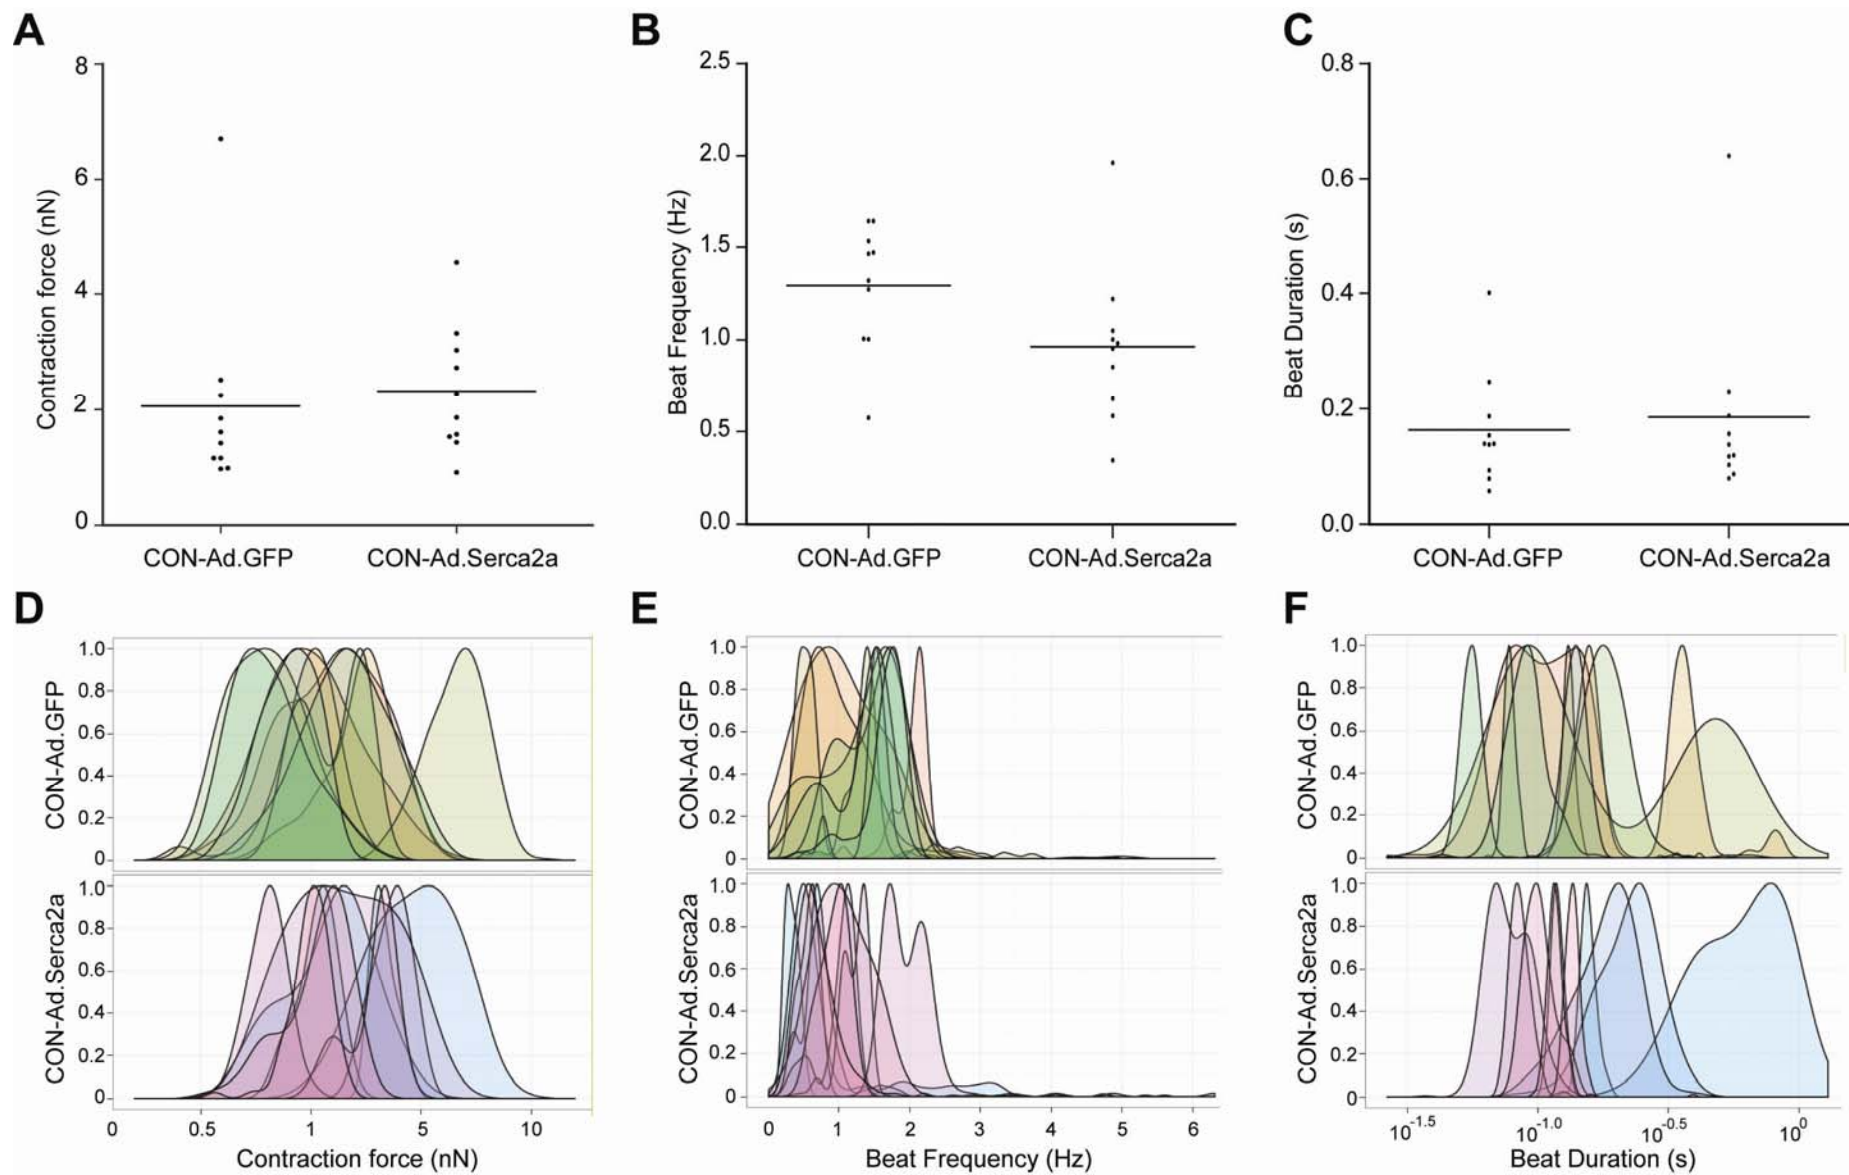 A
8
6
4
2
0
Contraction force (nN)
CON-Ad.GFP
CON-Ad.Serca2a
B
2.5
2.0
1.5
1.0
0.5
0.0
Beat Frequency (Hz)
CON-Ad.GFP
CON-Ad.Serca2a
C
0.8
0.6
0.4
0.2
0.0
Beat Duration (s)
CON-Ad.GFP
CON-Ad.Serca2a
D
CON-Ad.GFP
1.0
0.8
0.6
0.4
0.2
0
CON-Ad.Serca2a
1.0
0.8
0.6
0.4
0.2
0
0 0.5 1 5 10
Contraction force (nN)
E
CON-Ad.GFP
1.0
0.8
0.6
0.4
0.2
0
CON-Ad.Serca2a
1.0
0.8
0.6
0.4
0.2
0
0 1 2 3 4 5 6
Beat Frequency (Hz)
F
CON-Ad.GFP
1.0
0.8
0.6
0.4
0.2
0
CON-Ad.Serca2a
1.0
0.8
0.6
0.4
0.2
0
10^-1.5 10^-1.0 10^-0.5 10^0
Beat Duration (s)